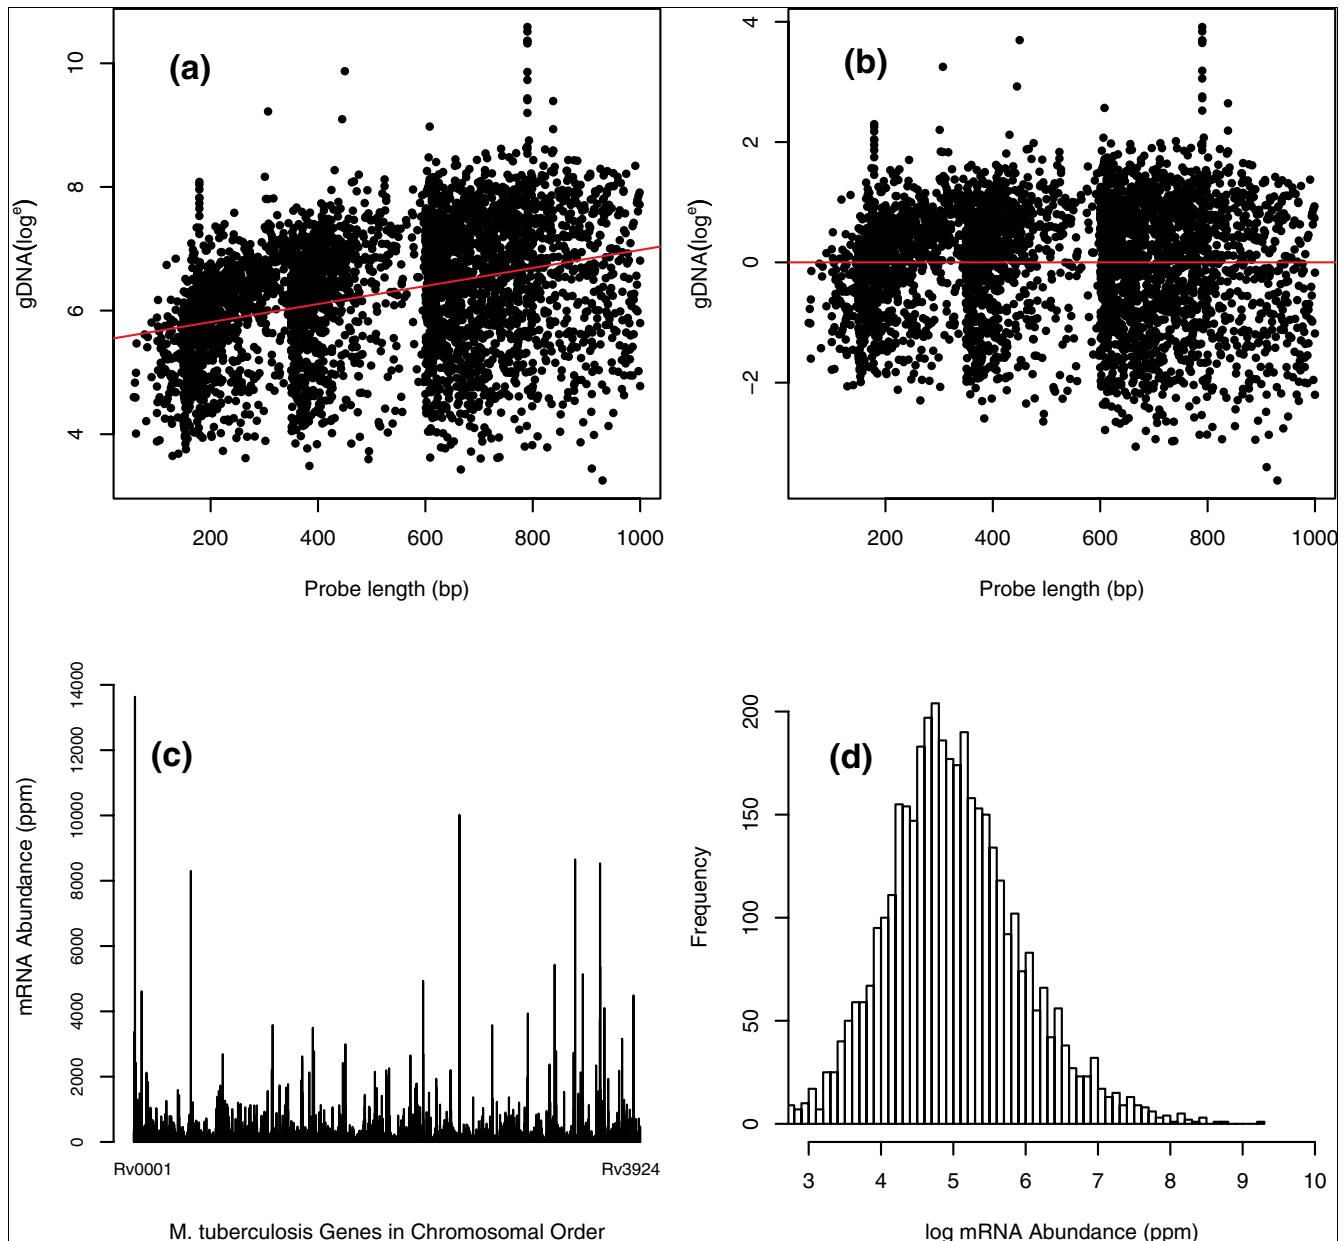 (a)
gDNA(logᵉ)
10
8
6
4
200 400 600 800 1000
Probe length (bp)
(b)
gDNA(logᵉ)
4
2
0
−2
200 400 600 800 1000
Probe length (bp)
(c)
mRNA Abundance (ppm)
14000
12000
10000
8000
6000
4000
2000
0
Rv0001 Rv3924
M. tuberculosis Genes in Chromosomal Order
(d)
Frequency
200
150
100
50
0
3 4 5 6 7 8 9 10
log mRNA Abundance (ppm)